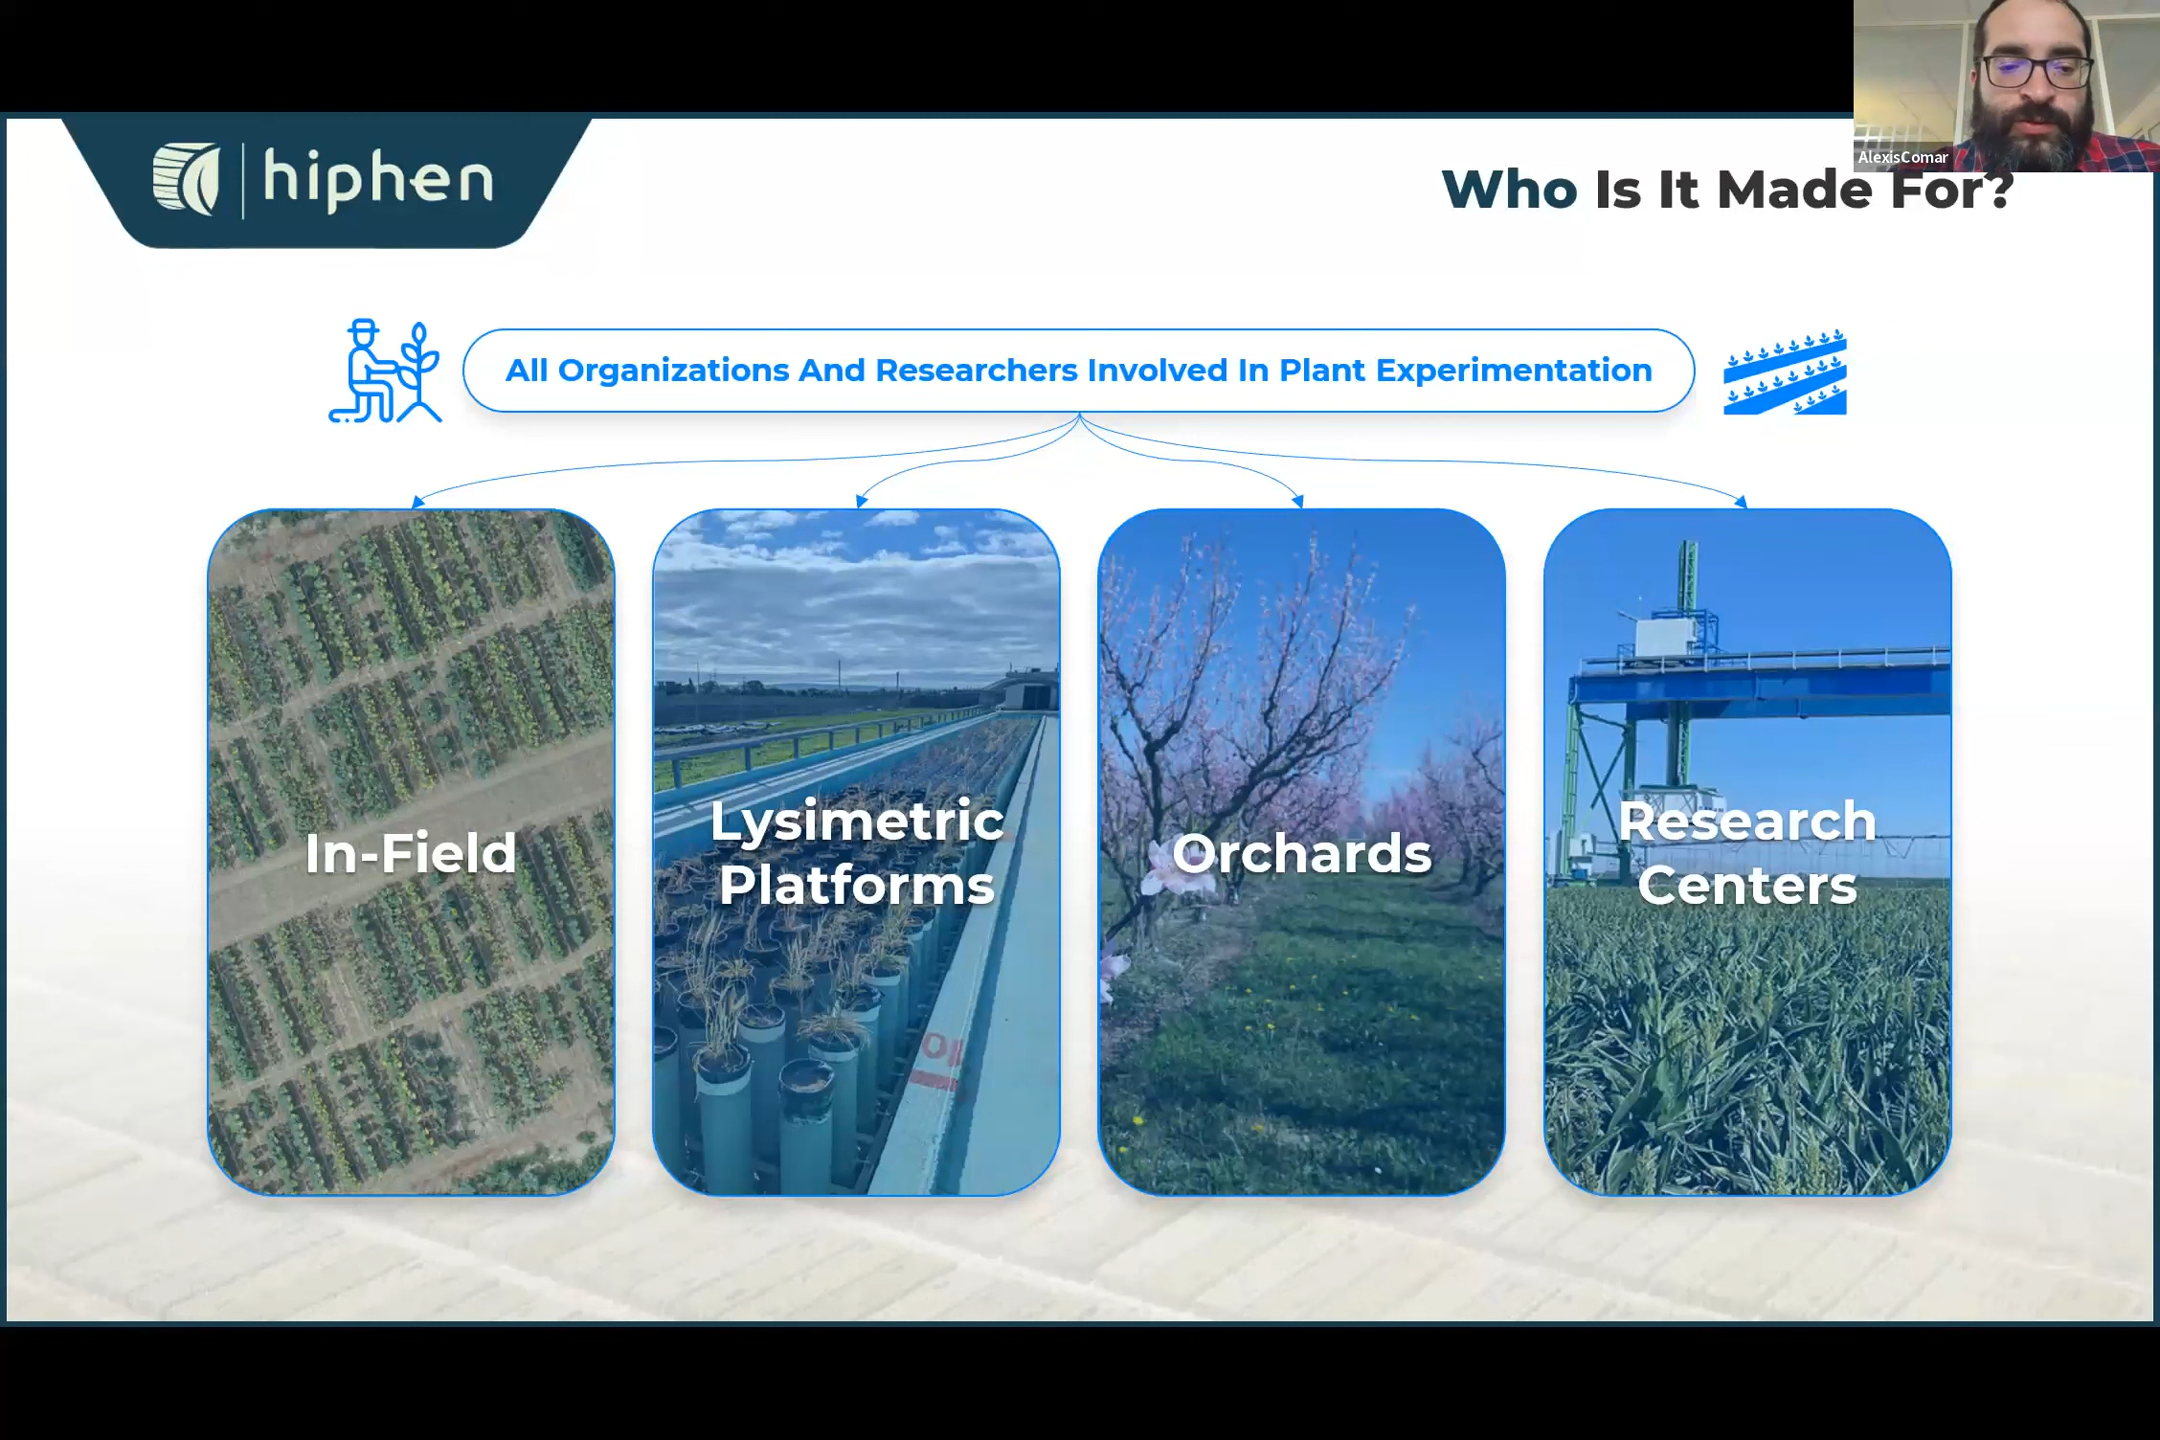 hiphen
AlexisComar
Who Is It Made For?
All Organizations And Researchers Involved In Plant Experimentation
In-Field
Lysimetric
Platforms
Orchards
Research
Centers